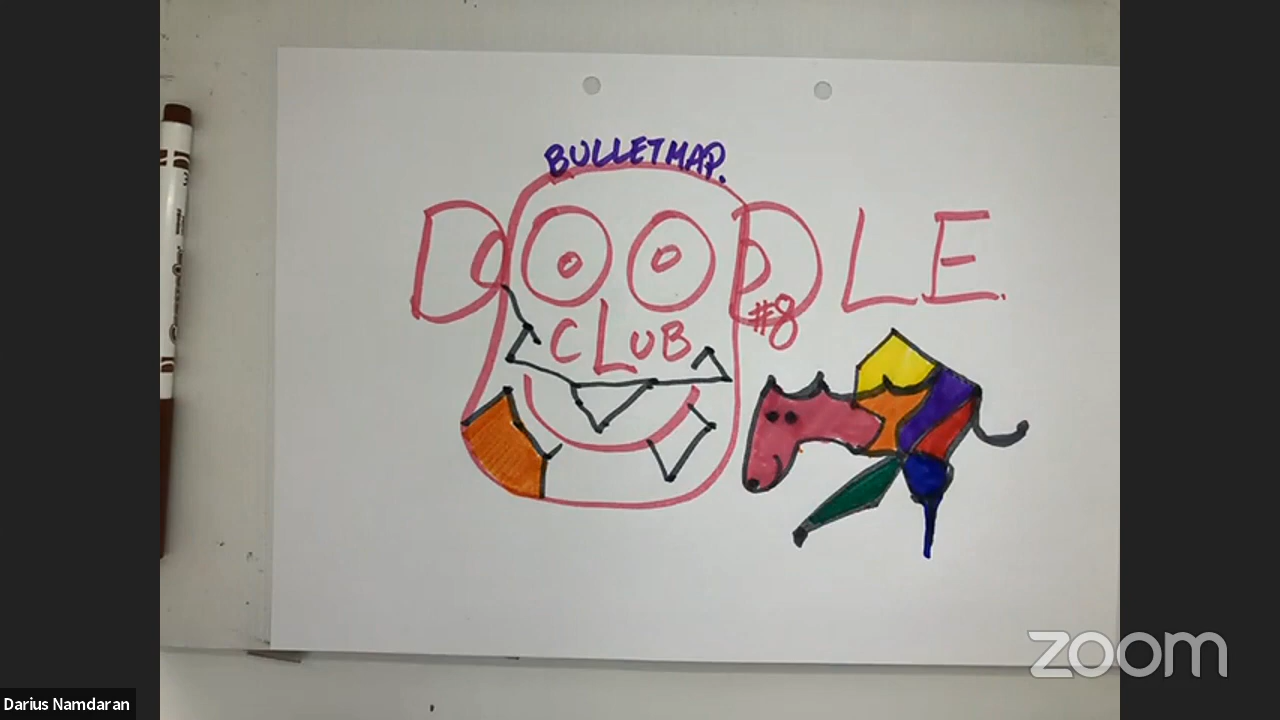 BULLETMAP.
DOODLE.
CLUB #8
zoom
Darius Namdaran